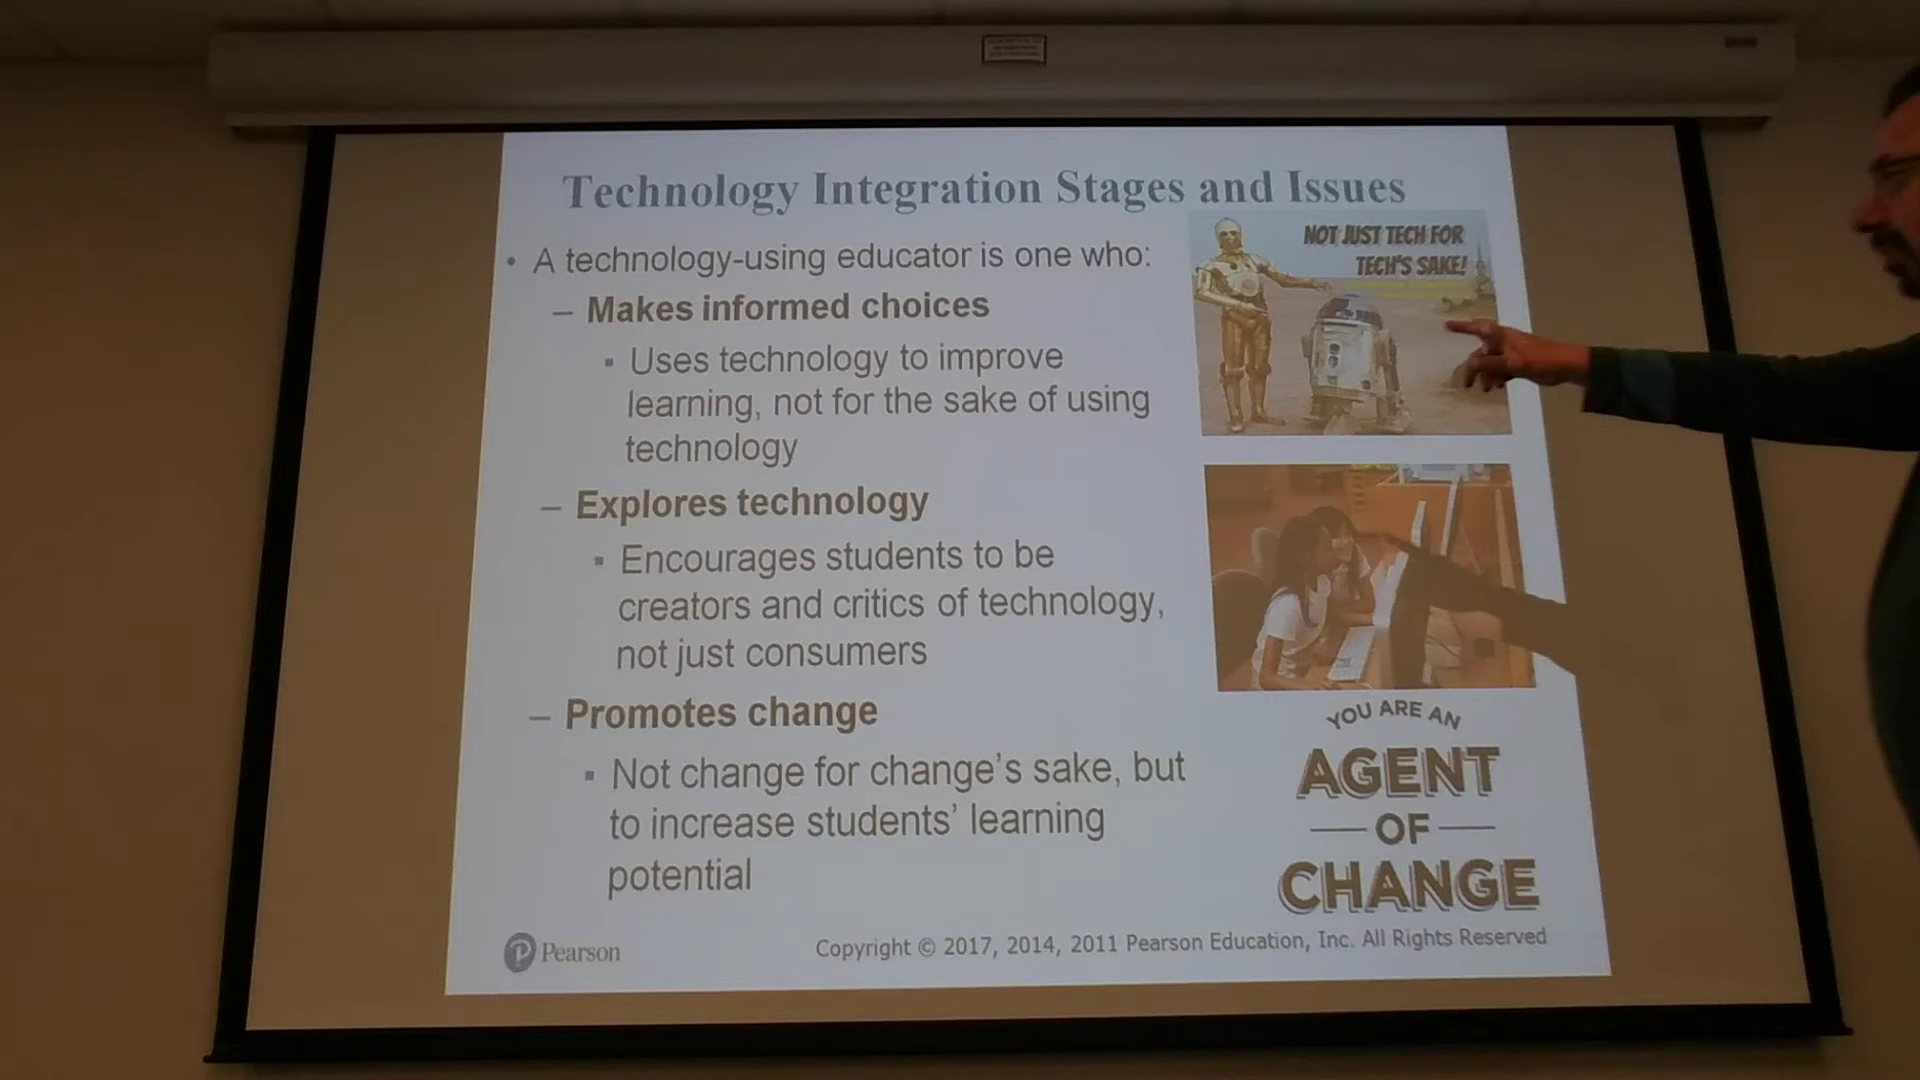 Technology Integration Stages and Issues
• A technology-using educator is one who:
– Makes informed choices
▪ Uses technology to improve
learning, not for the sake of using
technology
– Explores technology
▪ Encourages students to be
creators and critics of technology,
not just consumers
– Promotes change
▪ Not change for change's sake, but
to increase students' learning
potential
NOT JUST TECH FOR
TECH'S SAKE!
YOU ARE AN
AGENT
OF
CHANGE
Pearson
Copyright © 2017, 2014, 2011 Pearson Education, Inc. All Rights Reserved